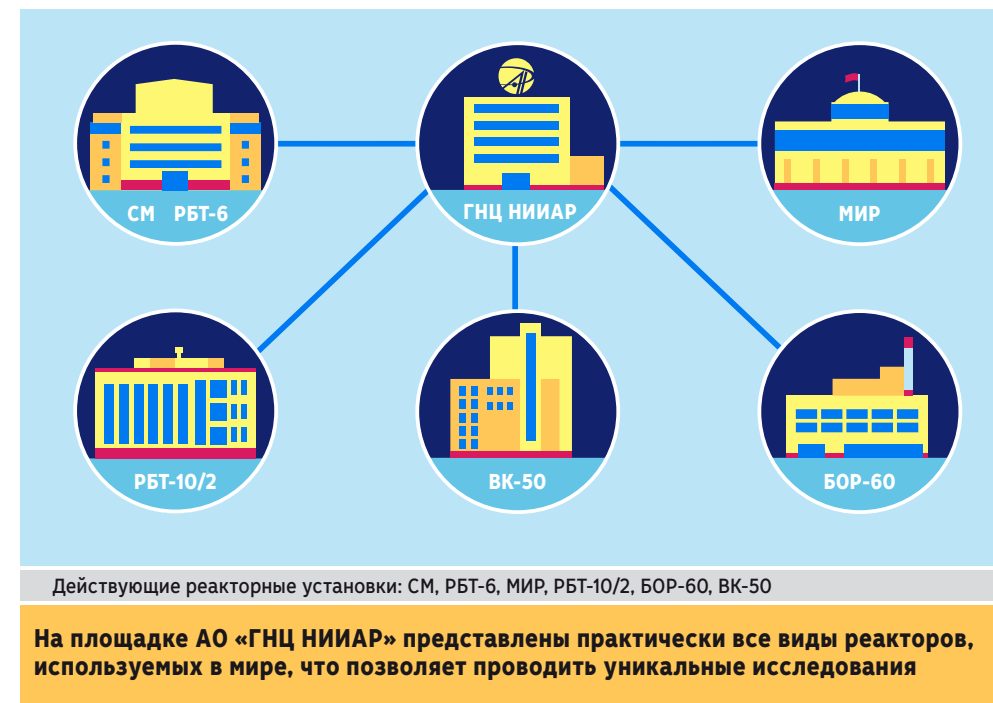 СМ РБТ-6
ГНЦ НИИАР
МИР
РБТ-10/2
ВК-50
БОР-60
Действующие реакторные установки: СМ, РБТ-6, МИР, РБТ-10/2, БОР-60, ВК-50
На площадке АО «ГНЦ НИИАР» представлены практически все виды реакторов,
используемых в мире, что позволяет проводить уникальные исследования